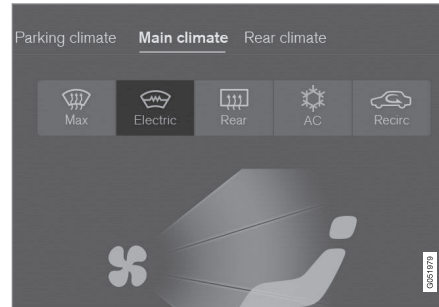 Parking climate Main climate Rear climate
Max Electric Rear AC Recirc
G051979